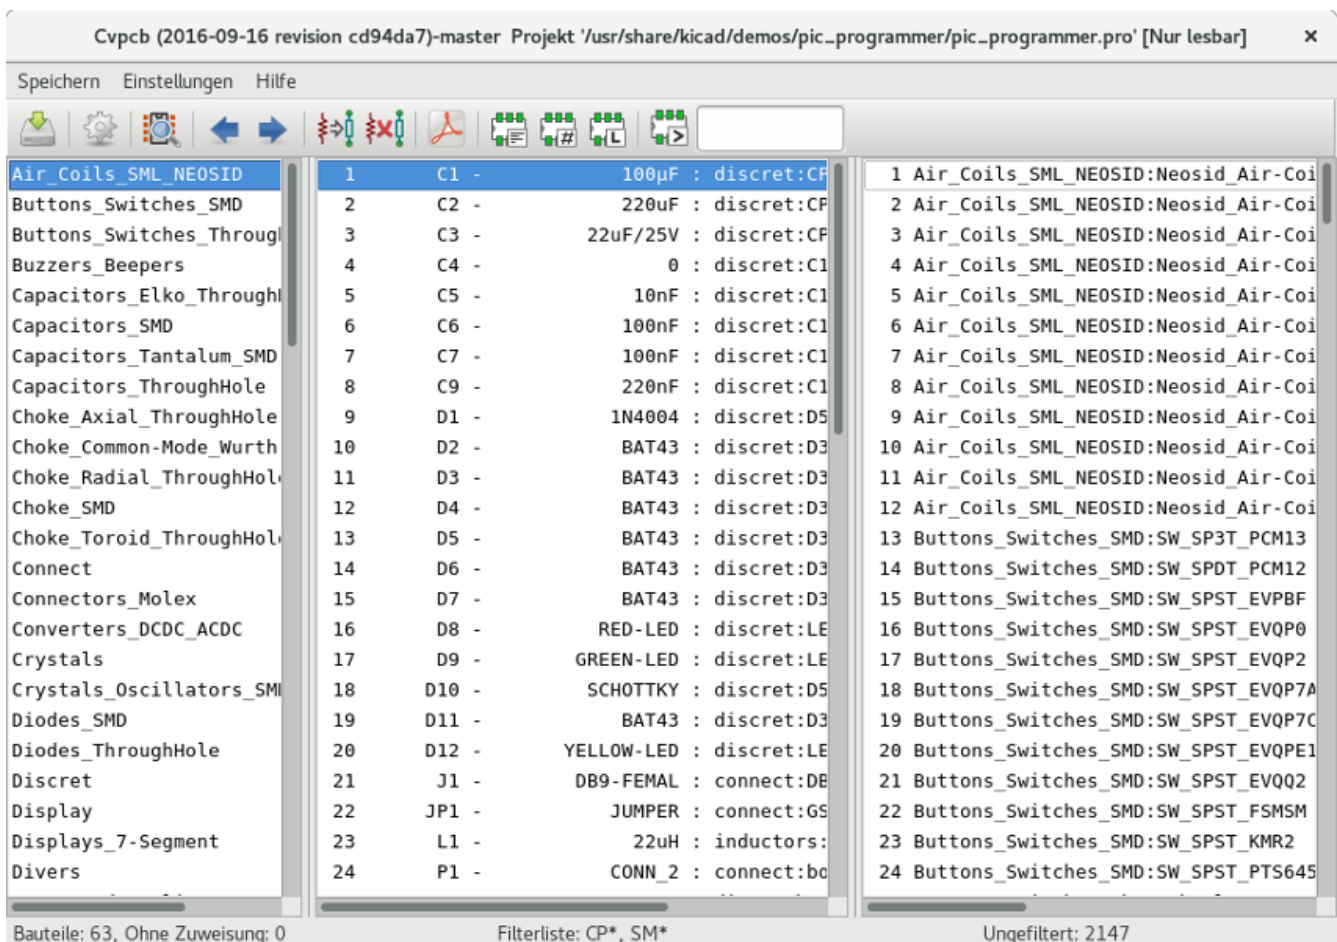 Cvpcb (2016-09-16 revision cd94da7)-master Projekt '/usr/share/kicad/demos/pic_programmer/pic_programmer.pro' [Nur lesbar]
Speichern Einstellungen Hilfe
Air_Coils_SML_NEOSID
Buttons_Switches_SMD
Buttons_Switches_Throug
Buzzers_Beepers
Capacitors_Elko_Through
Capacitors_SMD
Capacitors_Tantalum_SMD
Capacitors_ThroughHole
Choke_Axial_ThroughHole
Choke_Common-Mode_Wurth
Choke_Radial_ThroughHol
Choke_SMD
Choke_Toroid_ThroughHol
Connect
Connectors_Molex
Converters_DCDC_ACDC
Crystals
Crystals_Oscillators_SM
Diodes_SMD
Diodes_ThroughHole
Discret
Display
Displays_7-Segment
Divers
1 C1 - 100µF : discret:CP
2 C2 - 220uF : discret:CP
3 C3 - 22uF/25V : discret:CP
4 C4 - 0 : discret:C1
5 C5 - 10nF : discret:C1
6 C6 - 100nF : discret:C1
7 C7 - 100nF : discret:C1
8 C9 - 220nF : discret:C1
9 D1 - 1N4004 : discret:D5
10 D2 - BAT43 : discret:D3
11 D3 - BAT43 : discret:D3
12 D4 - BAT43 : discret:D3
13 D5 - BAT43 : discret:D3
14 D6 - BAT43 : discret:D3
15 D7 - BAT43 : discret:D3
16 D8 - RED-LED : discret:LE
17 D9 - GREEN-LED : discret:LE
18 D10 - SCHOTTKY : discret:D5
19 D11 - BAT43 : discret:D3
20 D12 - YELLOW-LED : discret:LE
21 J1 - DB9-FEMAL : connect:DB
22 JP1 - JUMPER : connect:GS
23 L1 - 22uH : inductors:
24 P1 - CONN_2 : connect:bo
1 Air_Coils_SML_NEOSID:Neosid_Air-Coi
2 Air_Coils_SML_NEOSID:Neosid_Air-Coi
3 Air_Coils_SML_NEOSID:Neosid_Air-Coi
4 Air_Coils_SML_NEOSID:Neosid_Air-Coi
5 Air_Coils_SML_NEOSID:Neosid_Air-Coi
6 Air_Coils_SML_NEOSID:Neosid_Air-Coi
7 Air_Coils_SML_NEOSID:Neosid_Air-Coi
8 Air_Coils_SML_NEOSID:Neosid_Air-Coi
9 Air_Coils_SML_NEOSID:Neosid_Air-Coi
10 Air_Coils_SML_NEOSID:Neosid_Air-Coi
11 Air_Coils_SML_NEOSID:Neosid_Air-Coi
12 Air_Coils_SML_NEOSID:Neosid_Air-Coi
13 Buttons_Switches_SMD:SW_SP3T_PCM13
14 Buttons_Switches_SMD:SW_SPDT_PCM12
15 Buttons_Switches_SMD:SW_SPST_EVPBF
16 Buttons_Switches_SMD:SW_SPST_EVQP0
17 Buttons_Switches_SMD:SW_SPST_EVQP2
18 Buttons_Switches_SMD:SW_SPST_EVQP7A
19 Buttons_Switches_SMD:SW_SPST_EVQP7C
20 Buttons_Switches_SMD:SW_SPST_EVQPE1
21 Buttons_Switches_SMD:SW_SPST_EVQQ2
22 Buttons_Switches_SMD:SW_SPST_FSMSM
23 Buttons_Switches_SMD:SW_SPST_KMR2
24 Buttons_Switches_SMD:SW_SPST_PTS645
Bauteile: 63, Ohne Zuweisung: 0
Filterliste: CP*, SM*
Ungefiltert: 2147